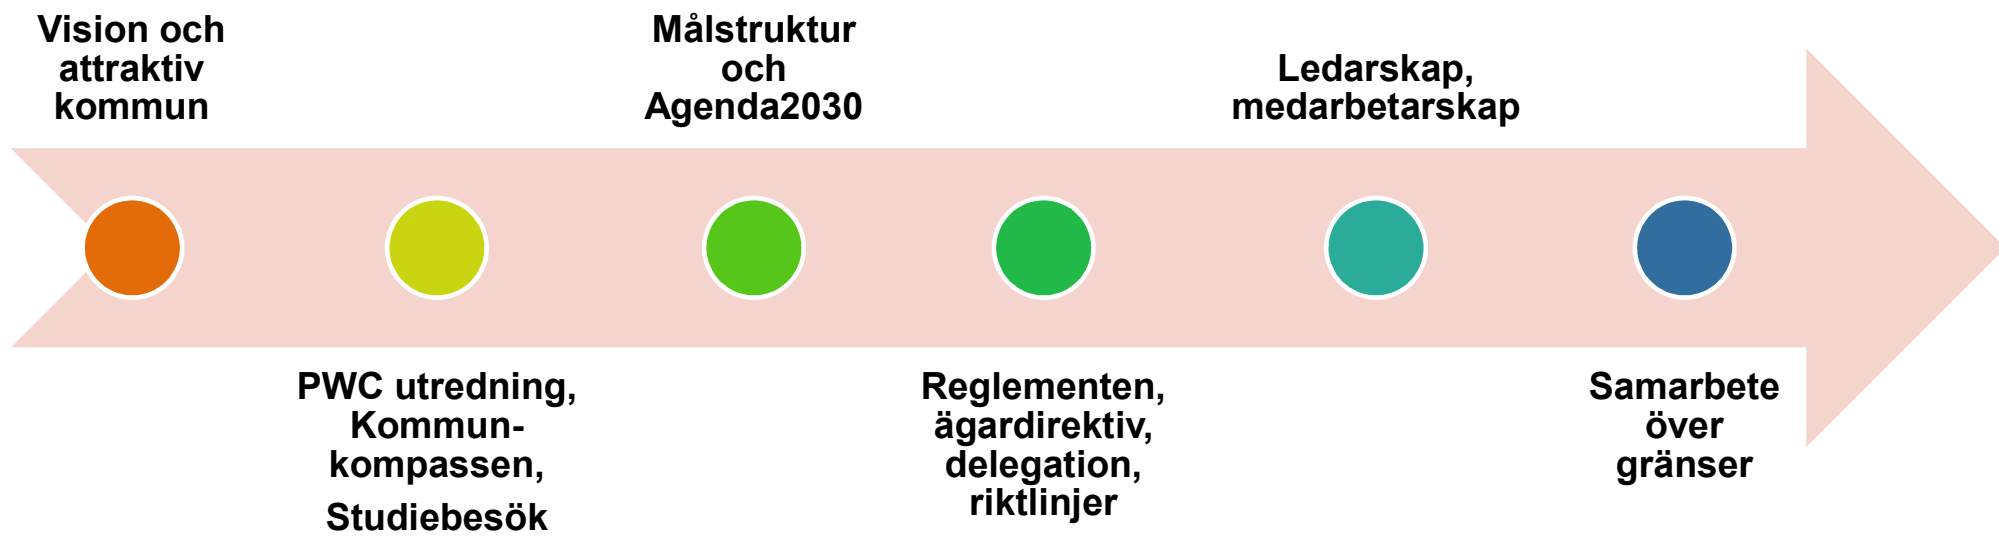 Vision och
attraktiv
kommun
PWC utredning,
Kommun-
kompassen,
Studiebesök
Målstruktur
och
Agenda2030
Reglementen,
ägardirektiv,
delegation,
riktlinjer
Ledarskap,
medarbetarskap
Samarbete
över
gränser